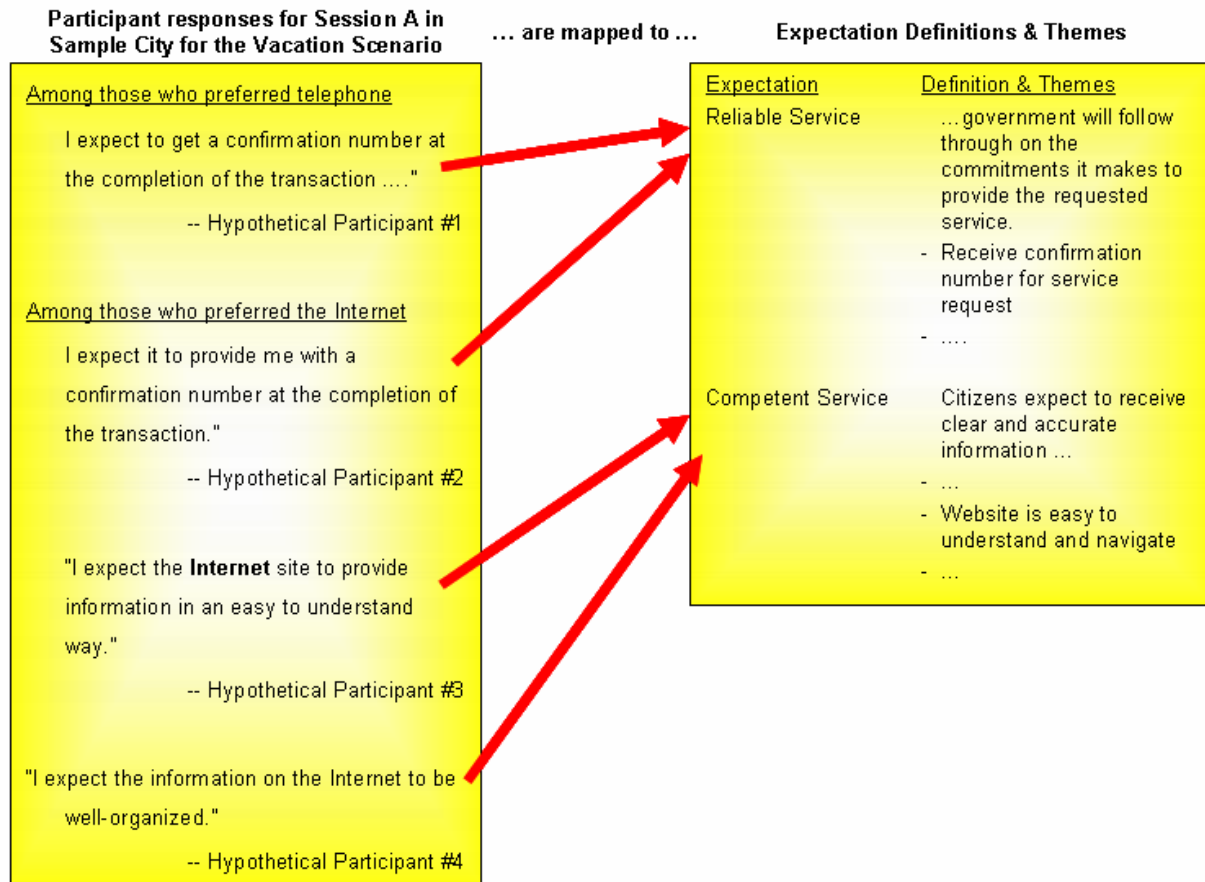 Participant responses for Session A in
Sample City for the Vacation Scenario
... are mapped to ...
Expectation Definitions & Themes
Among those who preferred telephone
I expect to get a confirmation number at
the completion of the transaction ...."
-- Hypothetical Participant #1
Among those who preferred the Internet
I expect it to provide me with a
confirmation number at the completion of
the transaction."
-- Hypothetical Participant #2
"I expect the Internet site to provide
information in an easy to understand
way."
-- Hypothetical Participant #3
"I expect the information on the Internet to be
well-organized."
-- Hypothetical Participant #4
Expectation
Definition & Themes
Reliable Service
...government will follow
through on the
commitments it makes to
provide the requested
service.
- Receive confirmation
number for service
request
- ....
Competent Service
Citizens expect to receive
clear and accurate
information ...
- ...
- Website is easy to
understand and navigate
- ...